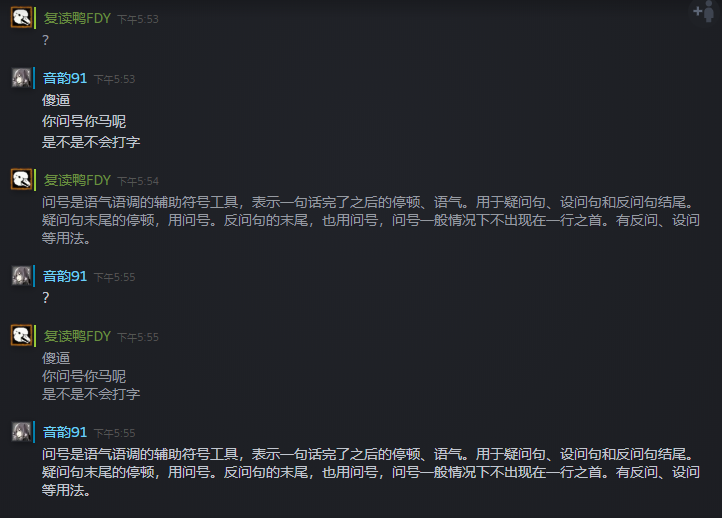 复读鸭FDY 下午5:53
?
音韵91 下午5:53
傻逼
你问号你马呢
是不是不会打字
复读鸭FDY 下午5:54
问号是语气语调的辅助符号工具，表示一句话完了之后的停顿、语气。用于疑问句、设问句和反问句结尾。
疑问句末尾的停顿，用问号。反问句的末尾，也用问号，问号一般情况下不出现在一行之首。有反问、设问
等用法。
音韵91 下午5:55
?
复读鸭FDY 下午5:55
傻逼
你问号你马呢
是不是不会打字
音韵91 下午5:55
问号是语气语调的辅助符号工具，表示一句话完了之后的停顿、语气。用于疑问句、设问句和反问句结尾。
疑问句末尾的停顿，用问号。反问句的末尾，也用问号，问号一般情况下不出现在一行之首。有反问、设问
等用法。